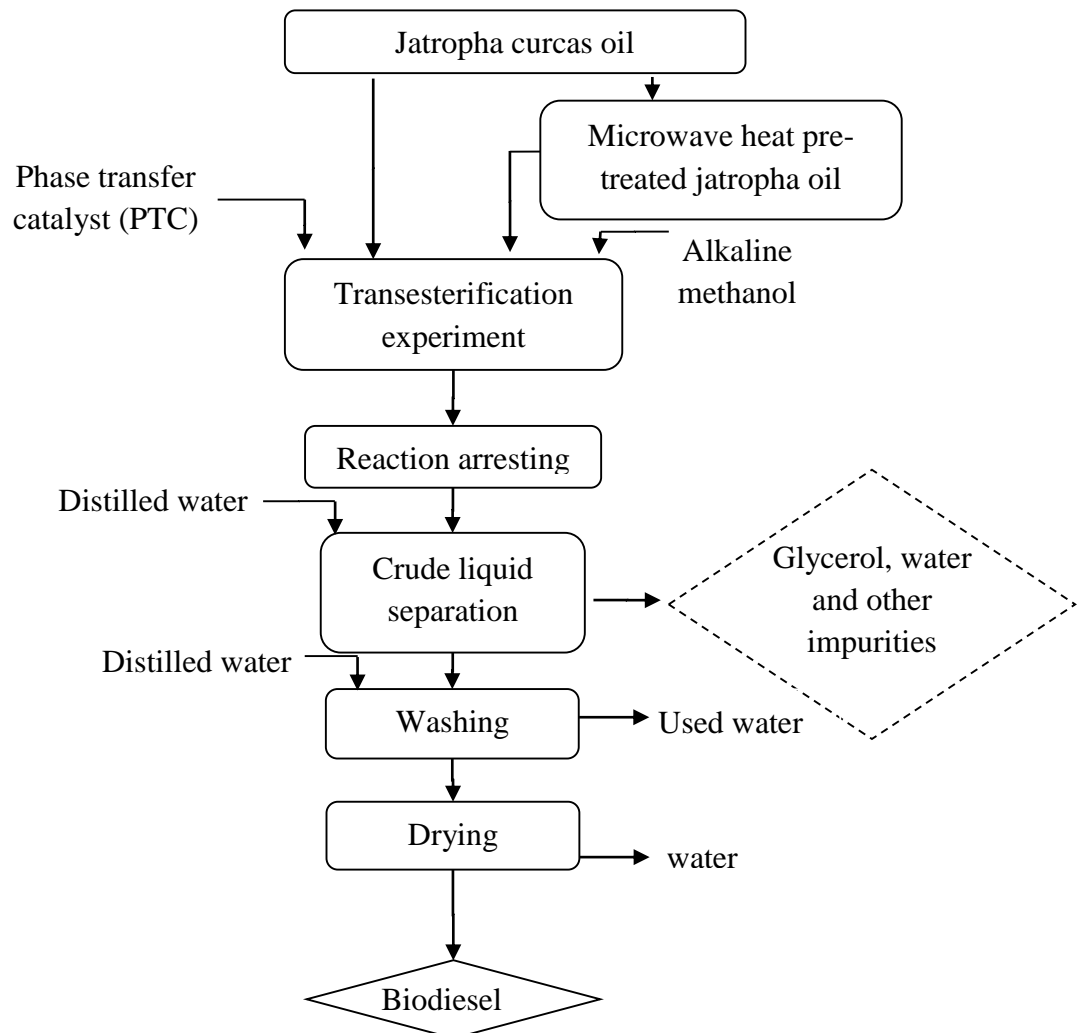 Jatropha curcas oil
Microwave heat pre-
treated jatropha oil
Phase transfer
catalyst (PTC)
Alkaline
methanol
Transesterification
experiment
Reaction arresting
Distilled water
Crude liquid
separation
Glycerol, water
and other
impurities
Distilled water
Washing
Used water
Drying
water
Biodiesel